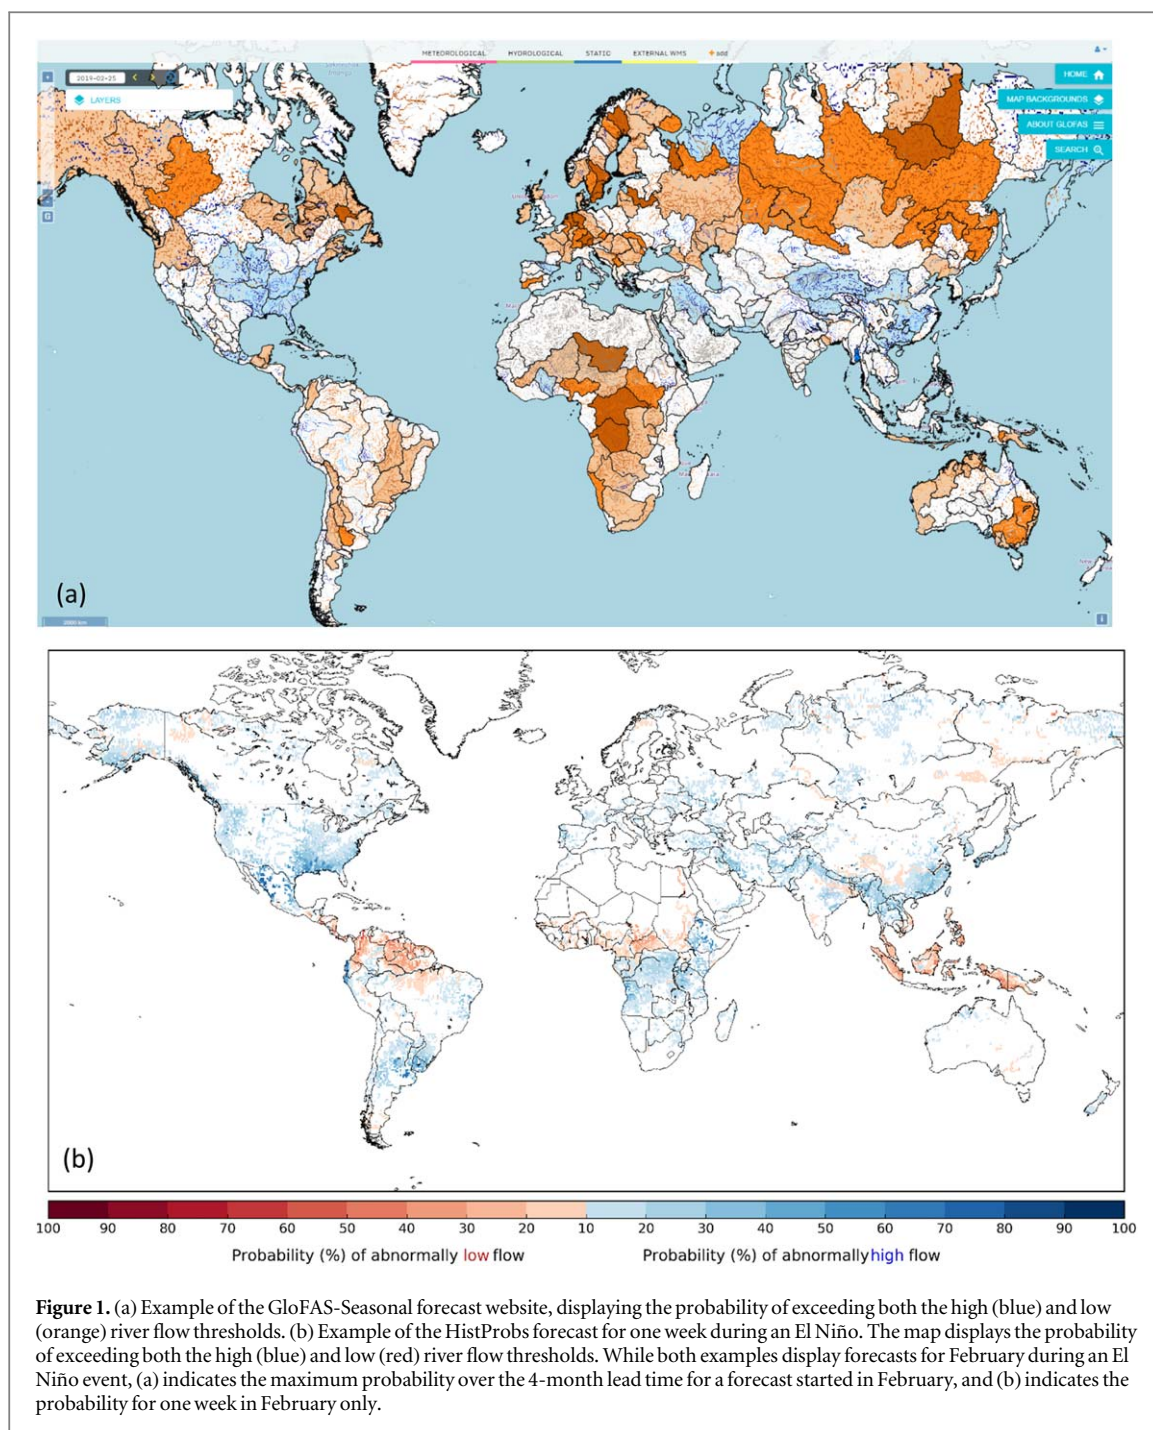 METEOROLOGICAL HYDROLOGICAL STATIC EXTERNAL WMS add
2019-02-25
LAYERS
HOME
MAP BACKGROUNDS
ABOUT GLOFAS
SEARCH
G
(a)
2000 km
i
(b)
100 90 80 70 60 50 40 30 20 10 20 30 40 50 60 70 80 90 100
Probability (%) of abnormally low flow Probability (%) of abnormally high flow
Figure 1. (a) Example of the GloFAS-Seasonal forecast website, displaying the probability of exceeding both the high (blue) and low
(orange) river flow thresholds. (b) Example of the HistProbs forecast for one week during an El Niño. The map displays the probability
of exceeding both the high (blue) and low (red) river flow thresholds. While both examples display forecasts for February during an El
Niño event, (a) indicates the maximum probability over the 4-month lead time for a forecast started in February, and (b) indicates the
probability for one week in February only.